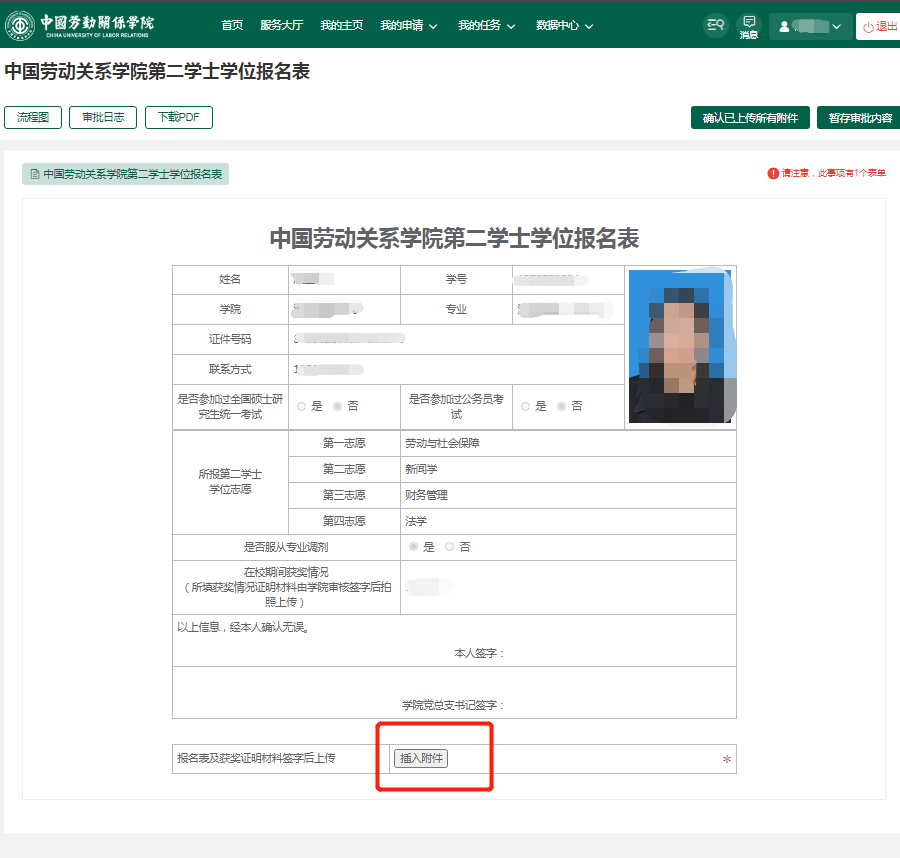 中国劳动關係学院 首页 服务大厅 我的主页 我的申请 我的任务 数据中心 消息 退出
CHINA UNIVERSITY OF LABOR RELATIONS
中国劳动关系学院第二学士学位报名表
流程图 审批日志 下载PDF 确认已上传所有附件 暂存审批内容
中国劳动关系学院第二学士学位报名表 请注意，此事项有1个表单
中国劳动关系学院第二学士学位报名表
姓名 学号
学院 专业
证件号码
联系方式
是否参加过全国硕士研
究生统一考试
是 否
是否参加过公务员考
试
是 否
所报第二学士
学位志愿
第一志愿 劳动与社会保障
第二志愿 新闻学
第三志愿 财务管理
第四志愿 法学
是否服从专业调剂 是 否
在校期间获奖情况
（所填获奖情况证明材料由学院审核签字后拍
照上传）
以上信息，经本人确认无误。
本人签字：
学院党总支书记签字：
报名表及获奖证明材料签字后上传 插入附件 *